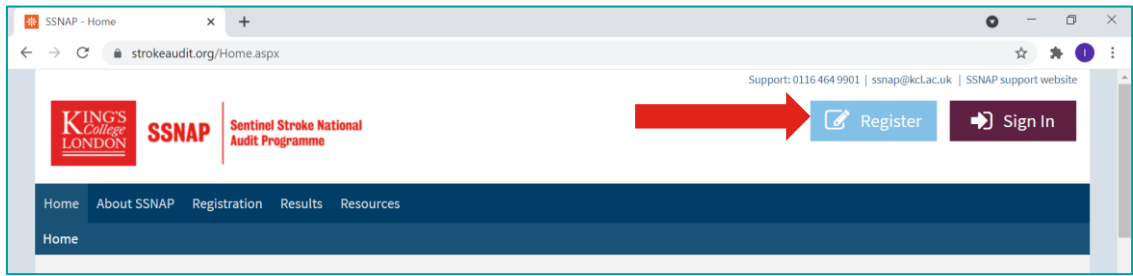 SSNAP - Home
strokeaudit.org/Home.aspx
I
Support: 0116 464 9901 | ssnap@kcl.ac.uk | SSNAP support website
KING'S
College
LONDON
SSNAP
Sentinel Stroke National
Audit Programme
Register
Sign In
Home About SSNAP Registration Results Resources
Home